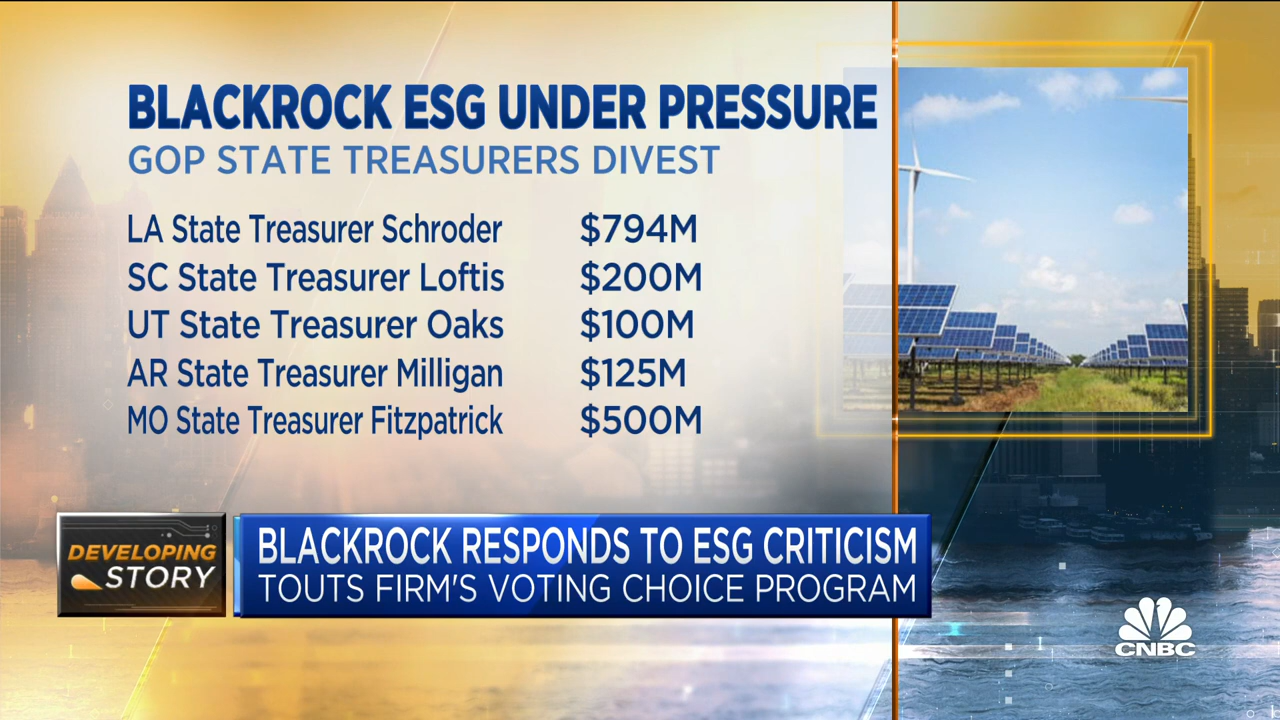 BLACKROCK ESG UNDER PRESSURE
GOP STATE TREASURERS DIVEST
LA State Treasurer Schroder $794M
SC State Treasurer Loftis $200M
UT State Treasurer Oaks $100M
AR State Treasurer Milligan $125M
MO State Treasurer Fitzpatrick $500M
DEVELOPING
STORY
BLACKROCK RESPONDS TO ESG CRITICISM
TOUTS FIRM'S VOTING CHOICE PROGRAM
CNBC